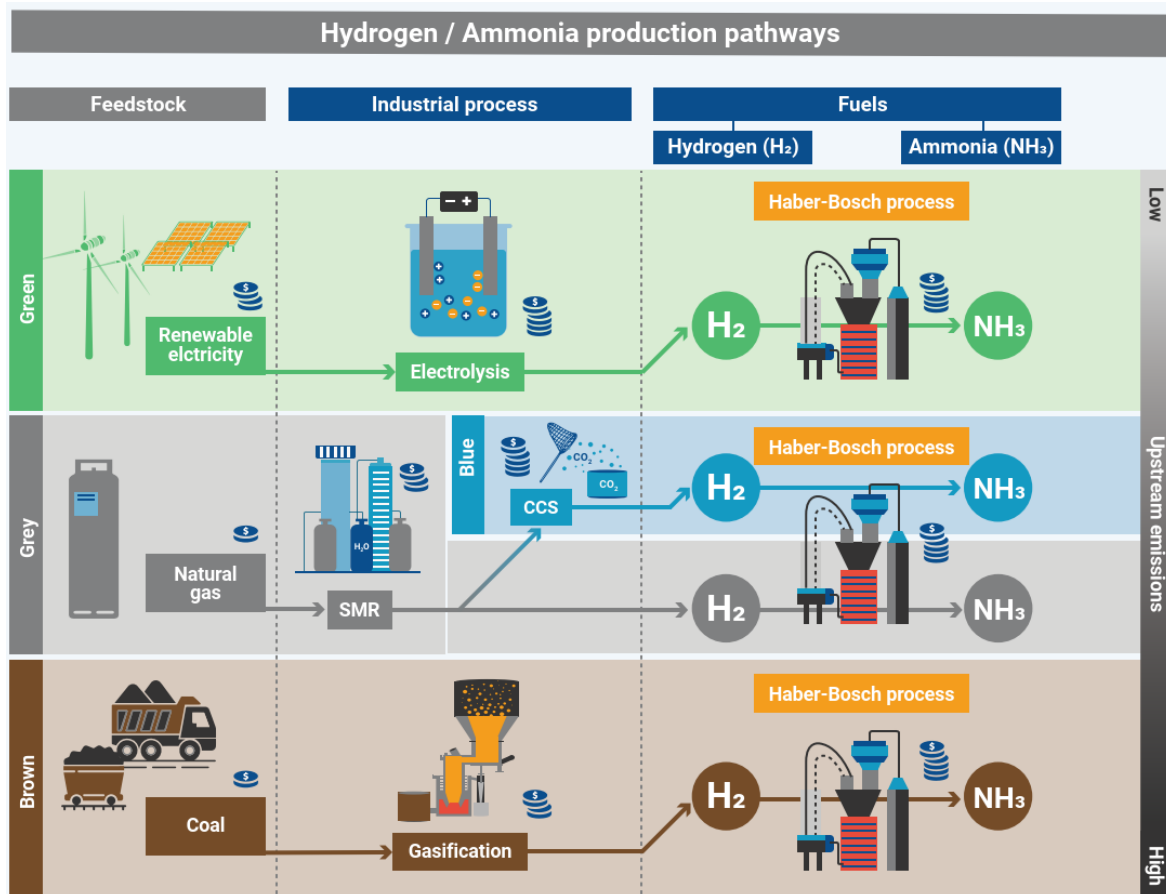 Hydrogen / Ammonia production pathways
Feedstock
Industrial process
Fuels
Hydrogen (H₂)
Ammonia (NH₃)
Green
Renewable
elctricity
$
− +
Electrolysis
$
Haber-Bosch process
H₂
$
NH₃
Low
Grey
Natural
gas
$
H₂O
$
SMR
Blue
$
CO₂
CO₂
CCS
Haber-Bosch process
H₂
NH₃
$
H₂
NH₃
Upstream emissions
Brown
Coal
$
Gasification
$
Haber-Bosch process
H₂
$
NH₃
High